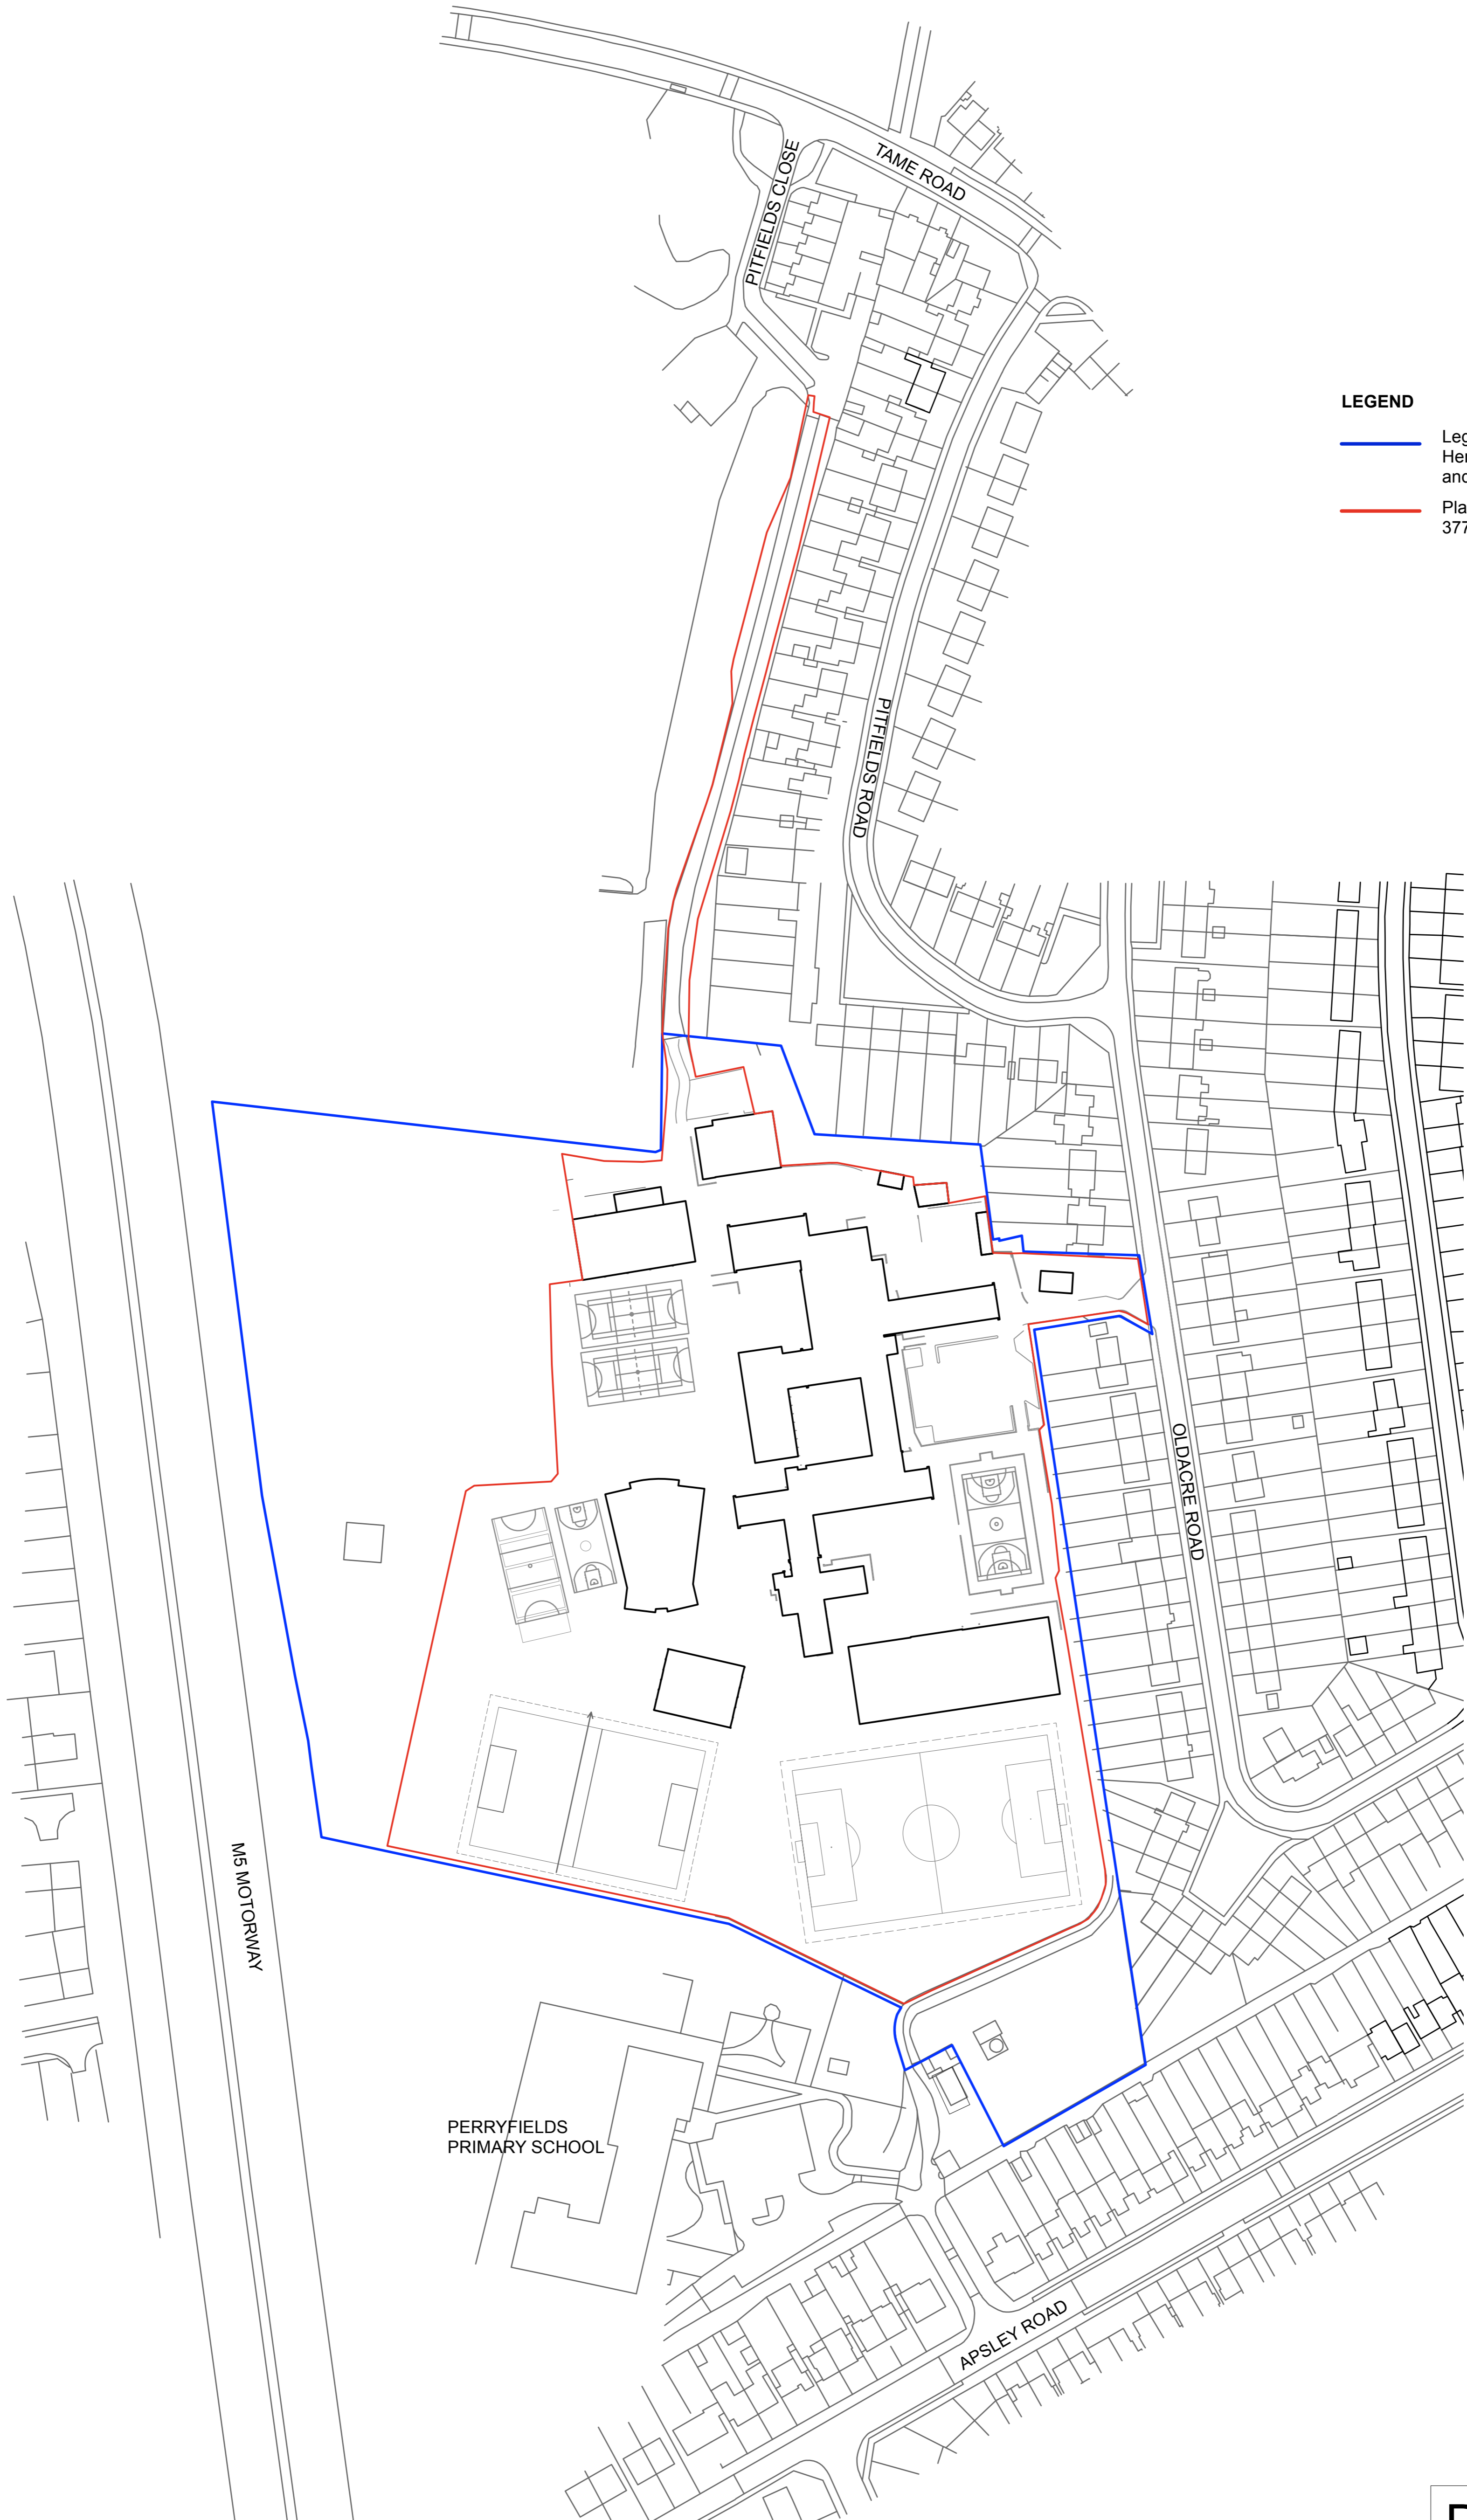 TAME ROAD
PITFIELDS CLOSE
LEGEND
Leg
Her
and
Pla
377
PITFIELDS ROAD
OLDACRE ROAD
M5 MOTORWAY
PERRYFIELDS
PRIMARY SCHOOL
APSLEY ROAD